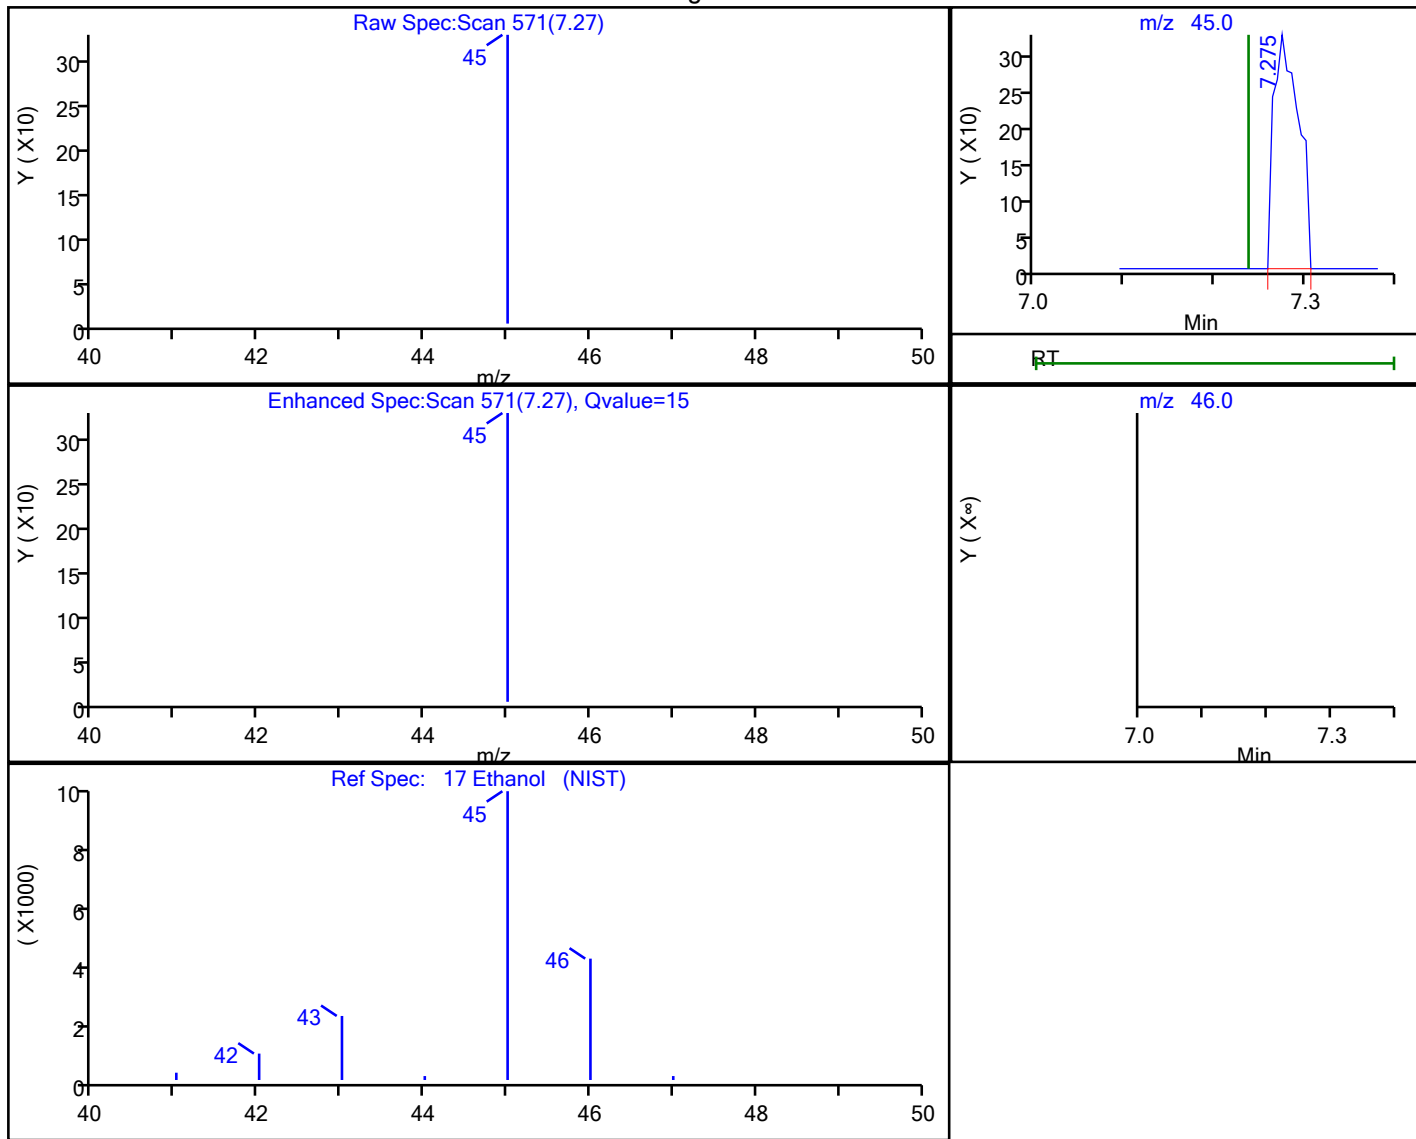 Raw Spec:Scan 571(7.27)
45
30
25
20
15
10
5
0
Y ( X10)
40 42 44 46 48 50
m/z
m/z 45.0
7.275
30
25
20
15
10
5
0
Y ( X10)
7.0 7.3
Min
RT
Enhanced Spec:Scan 571(7.27), Qvalue=15
45
30
25
20
15
10
5
0
Y ( X10)
40 42 44 46 48 50
m/z
m/z 46.0
Y ( X∞)
7.0 7.3
Min
Ref Spec: 17 Ethanol (NIST)
45
46
43
42
10
8
6
4
2
0
( X1000)
40 42 44 46 48 50